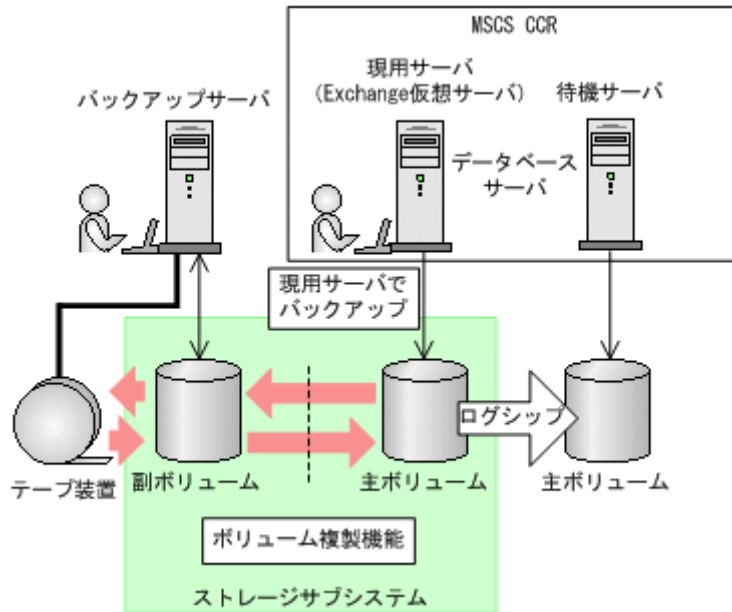 MSCS CCR
現用サーバ
(Exchange仮想サーバ)
待機サーバ
バックアップサーバ
データベース
サーバ
現用サーバで
バックアップ
ログシップ
テープ装置
副ボリューム
主ボリューム
主ボリューム
ボリューム複製機能
ストレージサブシステム